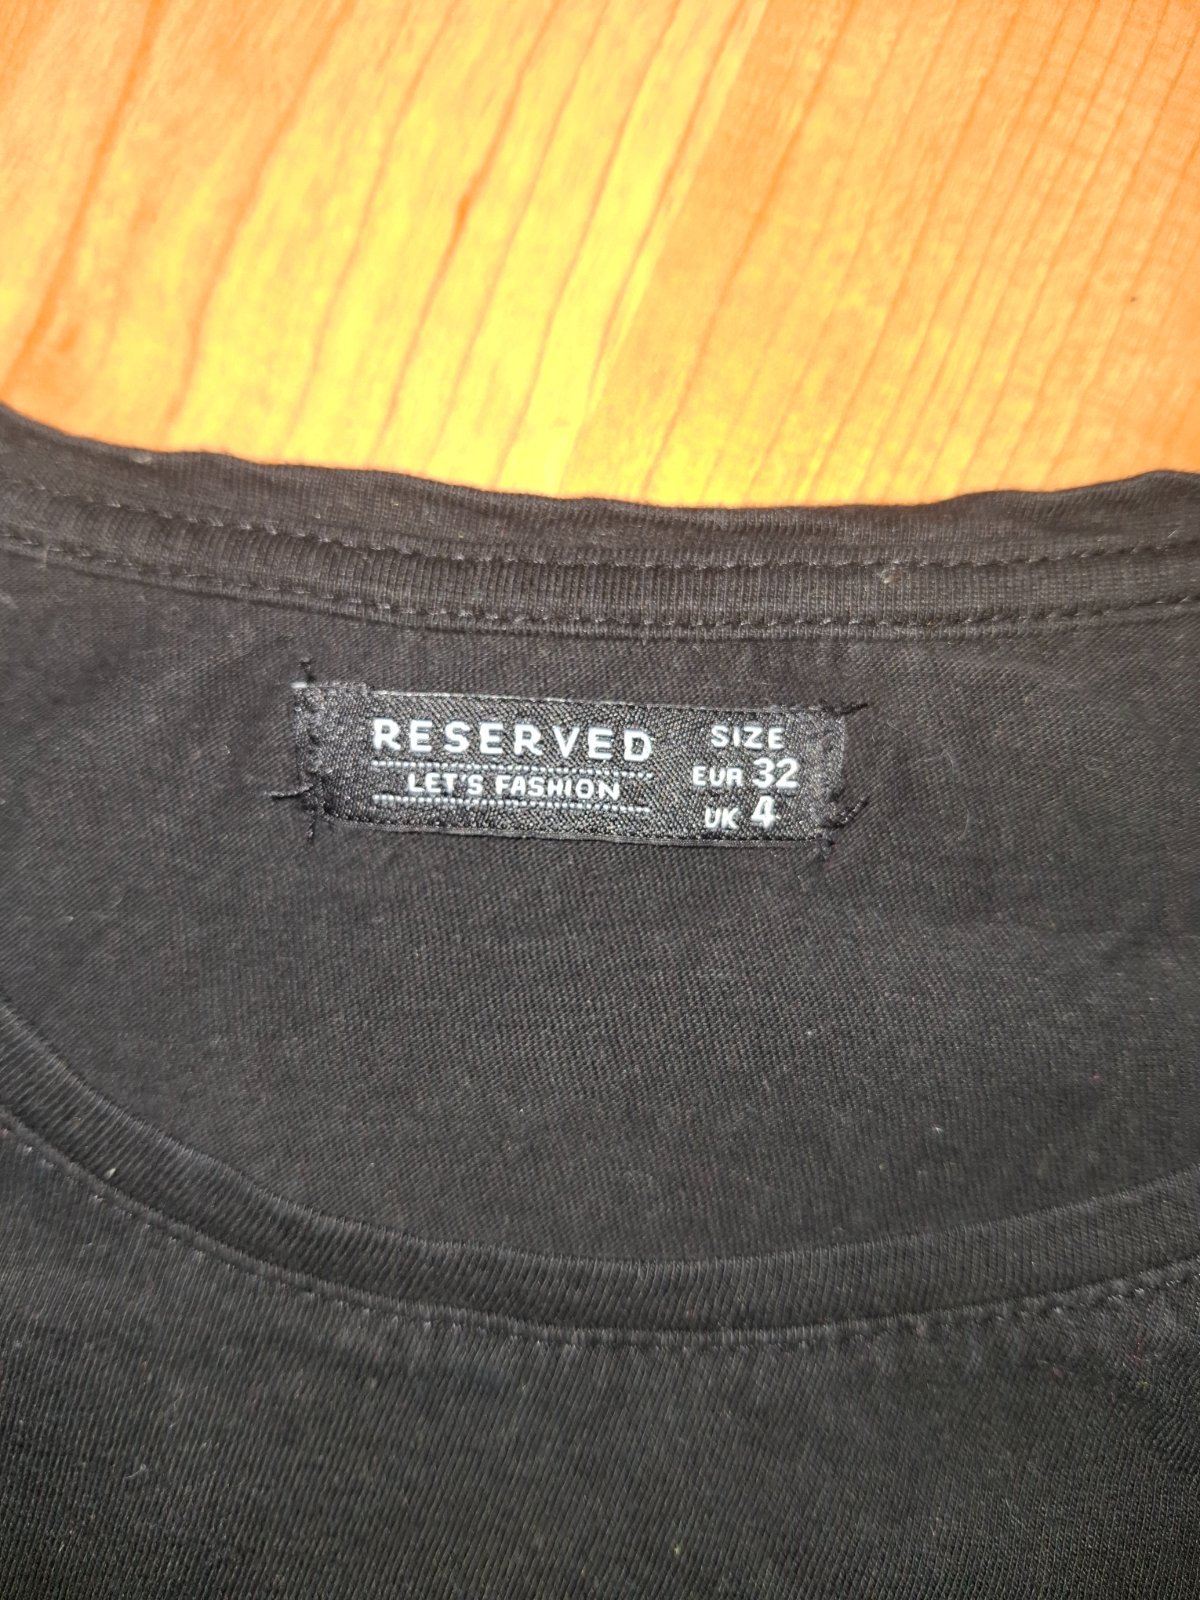 RESERVED
LET'S FASHION
SIZE
EUR 32
UK 4